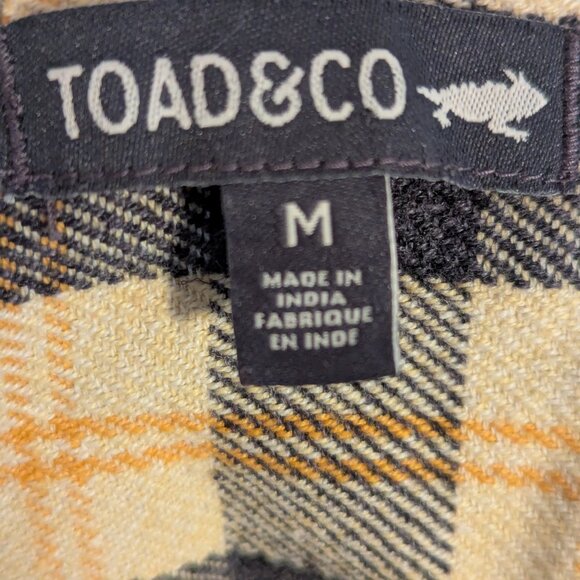 TOAD&CO
M
MADE IN
INDIA
FABRIQUE
EN INDE